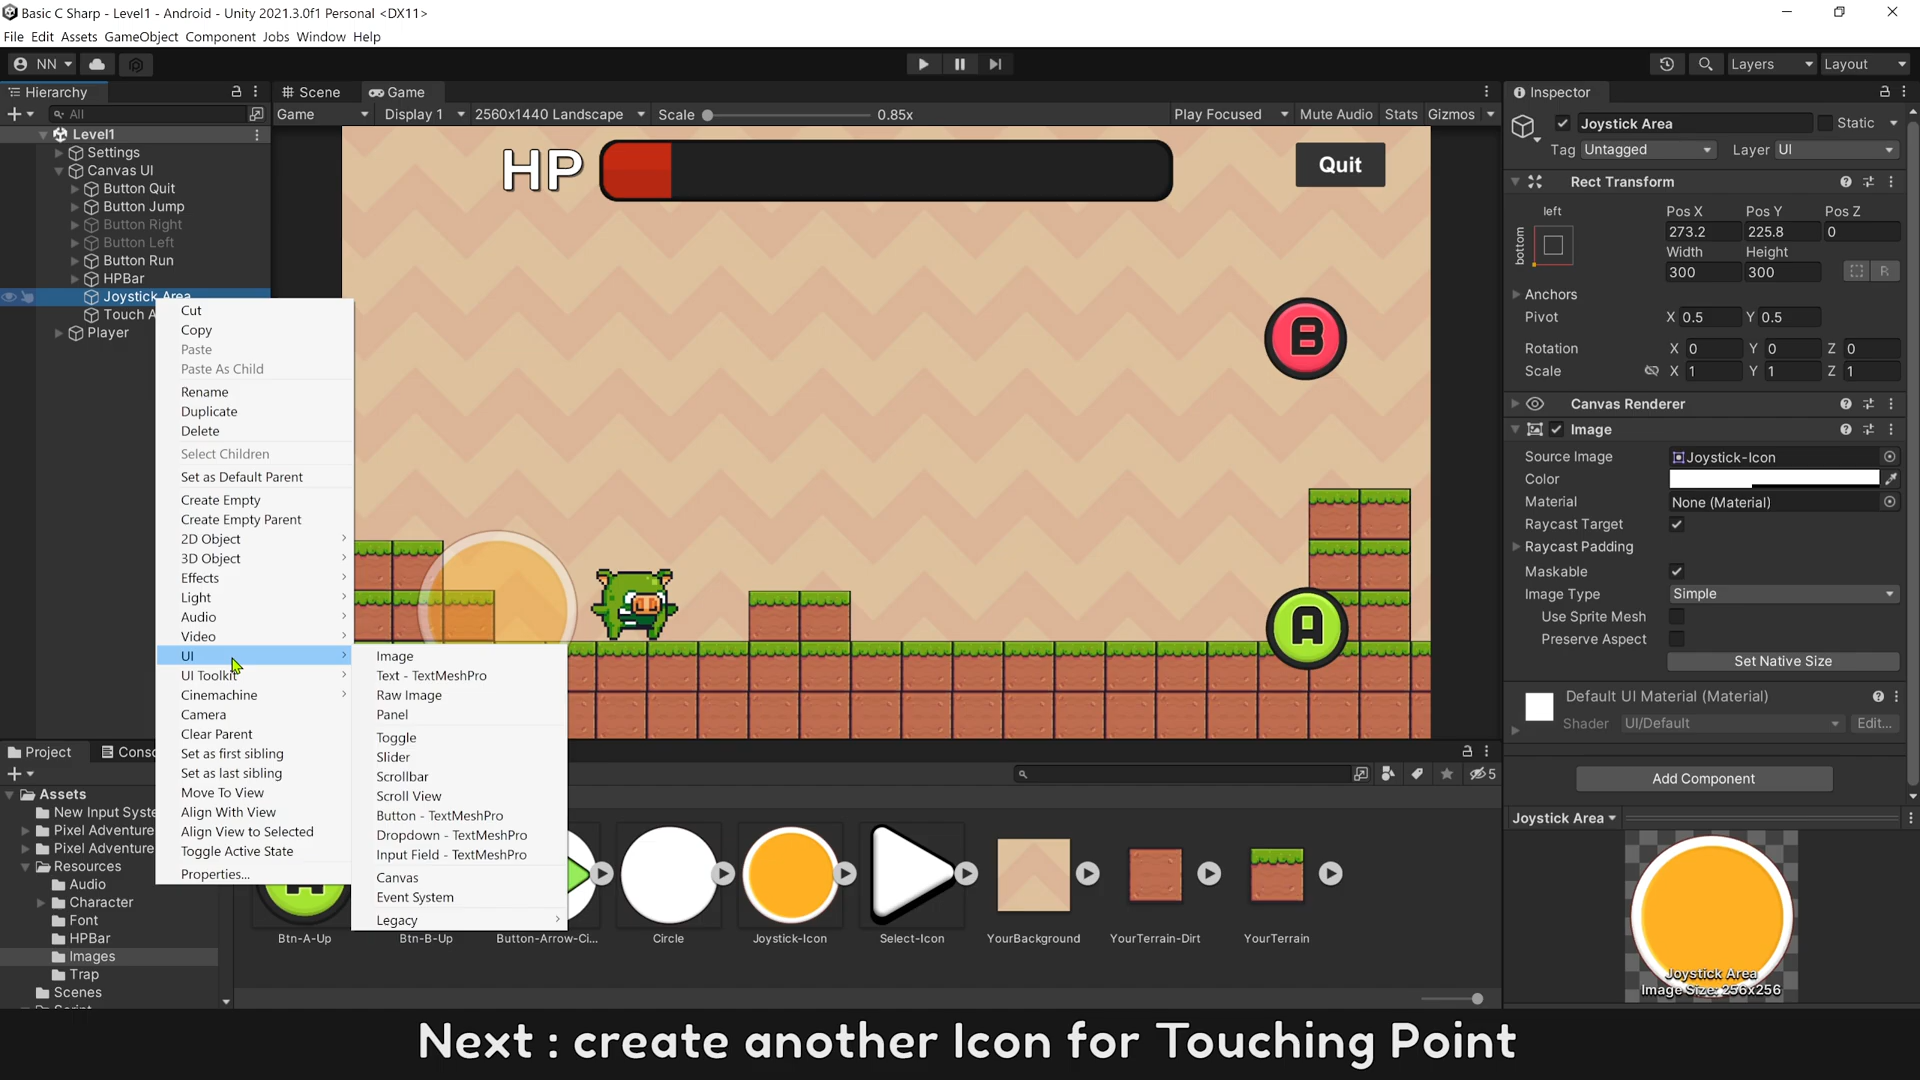 Basic C Sharp - Level1 - Android - Unity 2021.3.0f1 Personal <DX11>
File Edit Assets GameObject Component Jobs Window Help
NN
Layers
Layout
Hierarchy
Scene
Game
Inspector
All
Game
Display 1
2560x1440 Landscape
Scale
0.85x
Play Focused
Mute Audio
Stats
Gizmos
Level1
Settings
Canvas UI
Button Quit
Button Jump
Button Right
Button Left
Button Run
HPBar
Joystick Area
Touch A
Player
HP
Quit
B
A
Cut
Copy
Paste
Paste As Child
Rename
Duplicate
Delete
Select Children
Set as Default Parent
Create Empty
Create Empty Parent
2D Object
3D Object
Effects
Light
Audio
Video
UI
UI Toolkit
Cinemachine
Camera
Clear Parent
Set as first sibling
Set as last sibling
Move To View
Align With View
Align View to Selected
Toggle Active State
Properties...
Image
Text - TextMeshPro
Raw Image
Panel
Toggle
Slider
Scrollbar
Scroll View
Button - TextMeshPro
Dropdown - TextMeshPro
Input Field - TextMeshPro
Canvas
Event System
Legacy
Joystick Area
Static
Tag Untagged
Layer UI
Rect Transform
left
bottom
Pos X Pos Y Pos Z
273.2 225.8 0
Width Height
300 300
R
Anchors
Pivot X 0.5 Y 0.5
Rotation X 0 Y 0 Z 0
Scale X 1 Y 1 Z 1
Canvas Renderer
Image
Source Image Joystick-Icon
Color
Material None (Material)
Raycast Target
Raycast Padding
Maskable
Image Type Simple
Use Sprite Mesh
Preserve Aspect
Set Native Size
Default UI Material (Material)
Shader UI/Default Edit...
Add Component
Joystick Area
Joystick Area
Image Size: 256x256
Project
Conso
5
Assets
New Input Syste
Pixel Adventure
Pixel Adventure
Resources
Audio
Character
Font
HPBar
Images
Trap
Scenes
Btn-A-Up
Btn-B-Up
Button-Arrow-Ci...
Circle
Joystick-Icon
Select-Icon
YourBackground
YourTerrain-Dirt
YourTerrain
Next : create another Icon for Touching Point